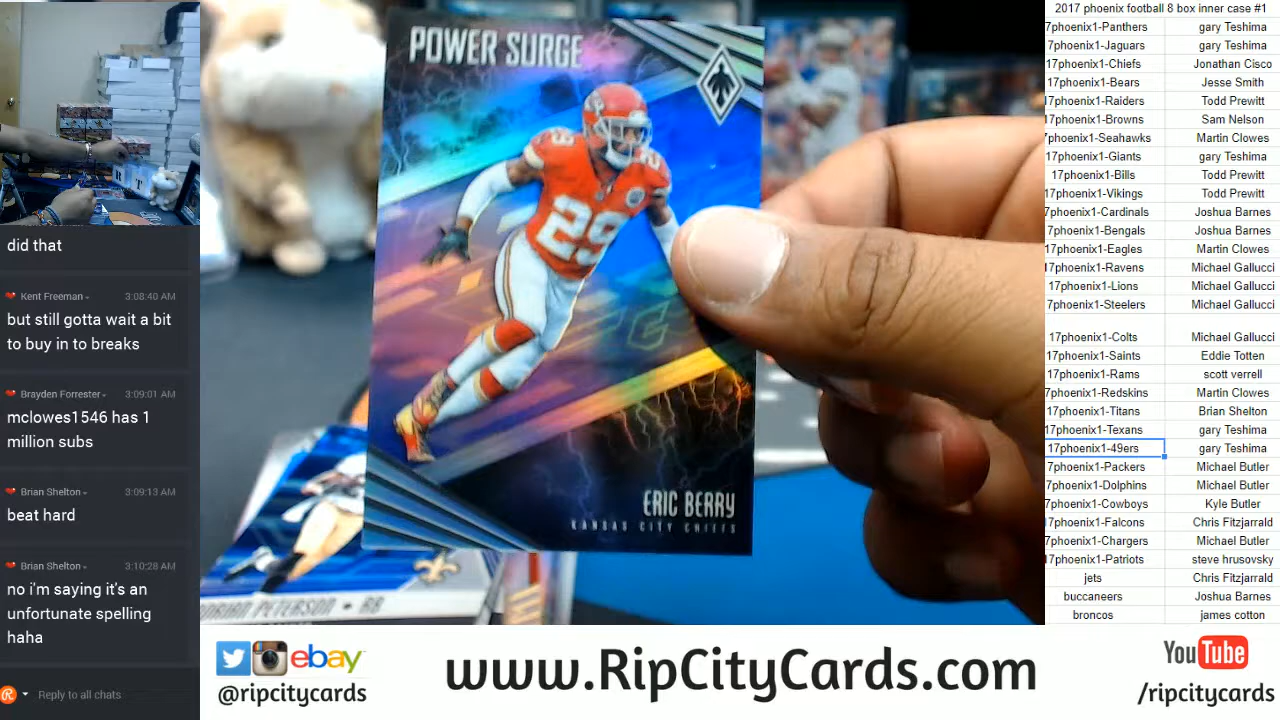 did that
Kent Freeman 3:08:40 AM
but still gotta wait a bit
to buy in to breaks
Brayden Forrester 3:09:01 AM
mclowes1546 has 1
million subs
Brian Shelton 3:09:13 AM
beat hard
Brian Shelton 3:10:28 AM
no i'm saying it's an
unfortunate spelling
haha
Reply to all chats
POWER SURGE
29
29
ERIC BERRY
KANSAS CITY CHIEFS
PETERSON • RB
2017 phoenix football 8 box inner case #1
7phoenix1-Panthers gary Teshima
7phoenix1-Jaguars gary Teshima
17phoenix1-Chiefs Jonathan Cisco
17phoenix1-Bears Jesse Smith
17phoenix1-Raiders Todd Prewitt
7phoenix1-Browns Sam Nelson
phoenix1-Seahawks Martin Clowes
17phoenix1-Giants gary Teshima
17phoenix1-Bills Todd Prewitt
17phoenix1-Vikings Todd Prewitt
7phoenix1-Cardinals Joshua Barnes
7phoenix1-Bengals Joshua Barnes
17phoenix1-Eagles Martin Clowes
17phoenix1-Ravens Michael Gallucci
17phoenix1-Lions Michael Gallucci
7phoenix1-Steelers Michael Gallucci
17phoenix1-Colts Michael Gallucci
17phoenix1-Saints Eddie Totten
17phoenix1-Rams scott verrell
7phoenix1-Redskins Martin Clowes
17phoenix1-Titans Brian Shelton
17phoenix1-Texans gary Teshima
17phoenix1-49ers gary Teshima
7phoenix1-Packers Michael Butler
7phoenix1-Dolphins Michael Butler
7phoenix1-Cowboys Kyle Butler
17phoenix1-Falcons Chris Fitzjarrald
7phoenix1-Chargers Michael Butler
17phoenix1-Patriots steve hrusovsky
jets Chris Fitzjarrald
buccaneers Joshua Barnes
broncos james cotton
ebay
@ripcitycards
www.RipCityCards.com
YouTube
/ripcitycards